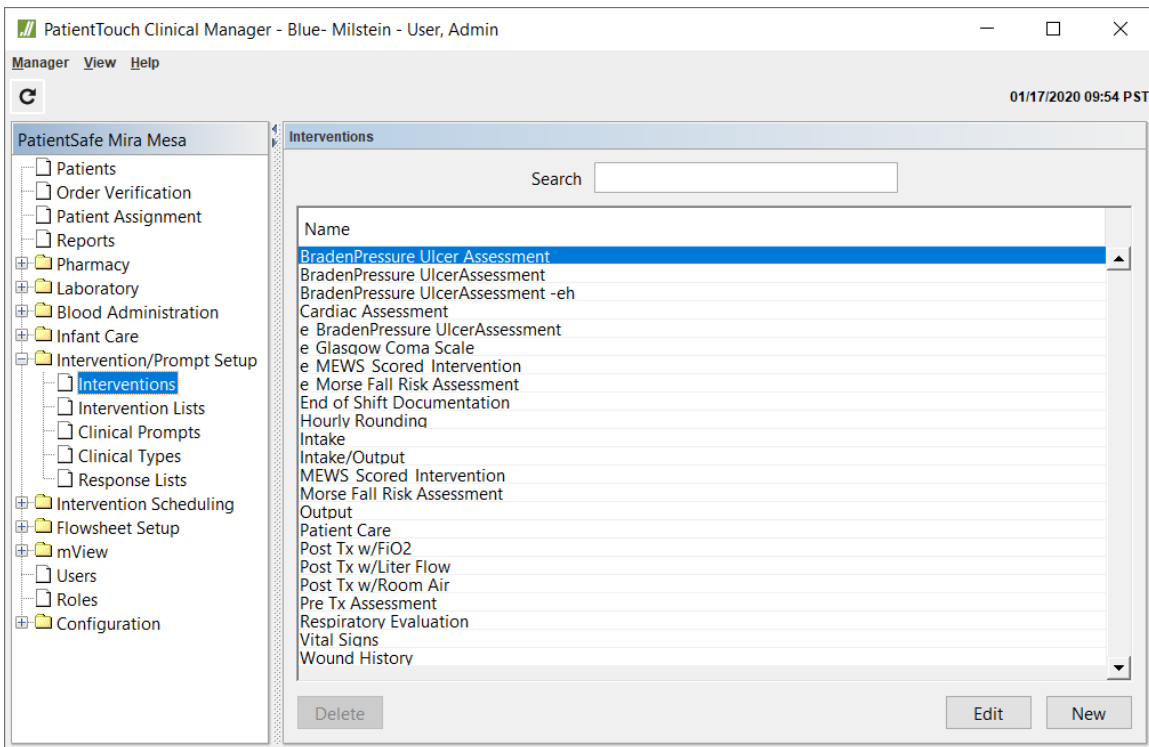 PatientTouch Clinical Manager - Blue- Milstein - User, Admin
Manager View Help
01/17/2020 09:54 PST
PatientSafe Mira Mesa
Patients
Order Verification
Patient Assignment
Reports
Pharmacy
Laboratory
Blood Administration
Infant Care
Intervention/Prompt Setup
Interventions
Intervention Lists
Clinical Prompts
Clinical Types
Response Lists
Intervention Scheduling
Flowsheet Setup
mView
Users
Roles
Configuration
Interventions
Search
Name
BradenPressure Ulcer Assessment
BradenPressure UlcerAssessment
BradenPressure UlcerAssessment -eh
Cardiac Assessment
e BradenPressure UlcerAssessment
e Glasgow Coma Scale
e MEWS Scored Intervention
e Morse Fall Risk Assessment
End of Shift Documentation
Hourly Rounding
Intake
Intake/Output
MEWS Scored Intervention
Morse Fall Risk Assessment
Output
Patient Care
Post Tx w/FiO2
Post Tx w/Liter Flow
Post Tx w/Room Air
Pre Tx Assessment
Respiratory Evaluation
Vital Signs
Wound History
Delete
Edit
New